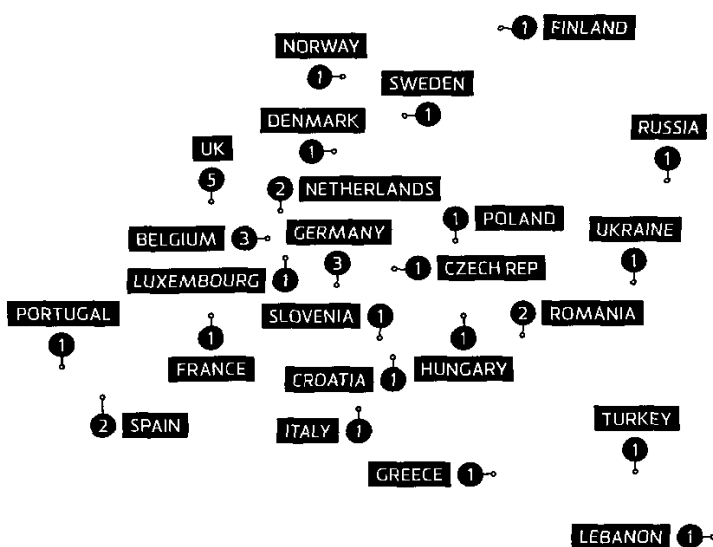 1 FINLAND
NORWAY
1
SWEDEN
1
DENMARK
1
RUSSIA
1
UK
5
2 NETHERLANDS
1 POLAND
BELGIUM 3
GERMANY
3
UKRAINE
1
1 CZECH REP
LUXEMBOURG 1
PORTUGAL
1
SLOVENIA 1
2 ROMANIA
1
FRANCE
1
HUNGARY
CROATIA 1
2 SPAIN
ITALY 1
TURKEY
1
GREECE 1
LEBANON 1